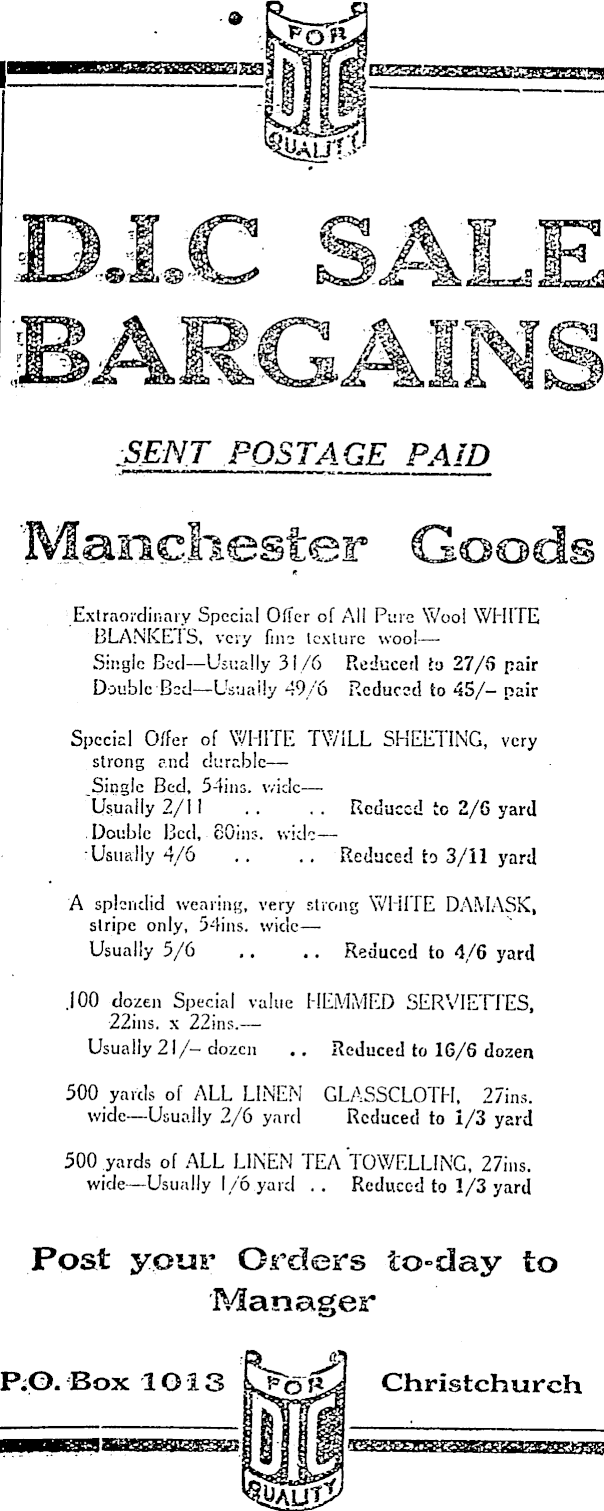 FOR
DIC
QUALITY
D.I.C SALE
BARGAINS
SENT POSTAGE PAID
Manchester Goods
Extraordinary Special Offer of All Pure Wool WHITE
BLANKETS, very fine texture wool—
Single Bed—Usually 31/6 Reduced to 27/6 pair
Double Bed—Usually 49/6 Reduced to 45/– pair
Special Offer of WHITE TWILL SHEETING, very
strong and durable—
Single Bed, 54ins. wide—
Usually 2/11 .. .. Reduced to 2/6 yard
Double Bed, 80ins. wide—
Usually 4/6 .. .. Reduced to 3/11 yard
A splendid wearing, very strong WHITE DAMASK,
stripe only, 54ins. wide—
Usually 5/6 .. .. Reduced to 4/6 yard
100 dozen Special value HEMMED SERVIETTES,
22ins. x 22ins.—
Usually 21/– dozen .. Reduced to 16/6 dozen
500 yards of ALL LINEN GLASSCLOTH, 27ins.
wide—Usually 2/6 yard Reduced to 1/3 yard
500 yards of ALL LINEN TEA TOWELLING, 27ins.
wide—Usually 1/6 yard .. Reduced to 1/3 yard
Post your Orders to-day to
Manager
P.O. Box 1013 Christchurch
FOR
DIC
QUALITY